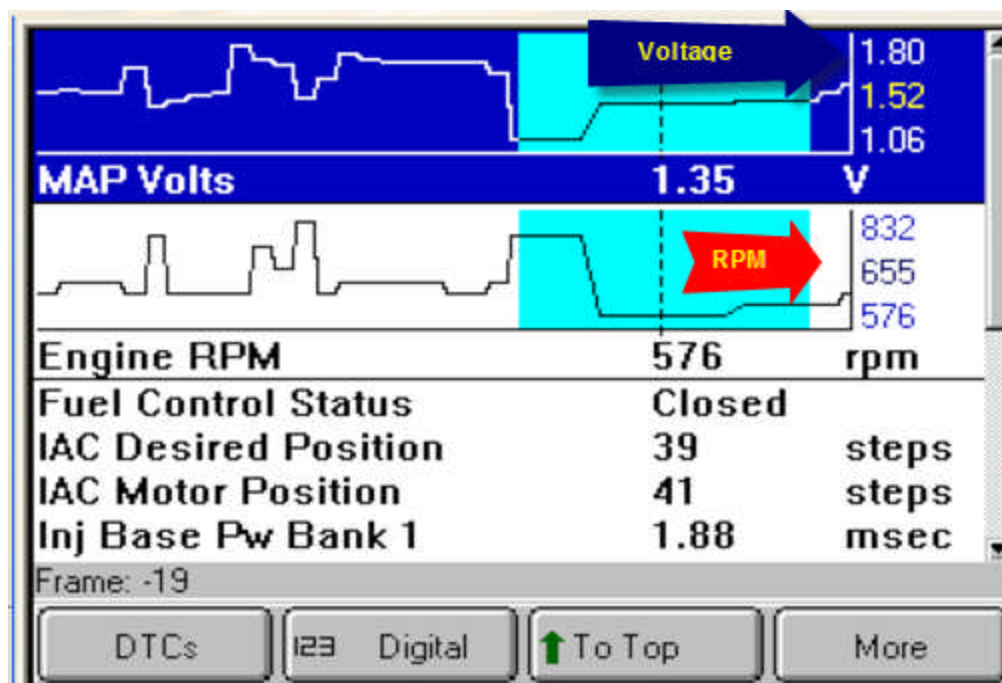 Voltage
1.80
1.52
1.06
MAP Volts 1.35 V
832
RPM
655
576
Engine RPM 576 rpm
Fuel Control Status Closed
IAC Desired Position 39 steps
IAC Motor Position 41 steps
Inj Base Pw Bank 1 1.88 msec
Frame: -19
DTCs 123 Digital To Top More